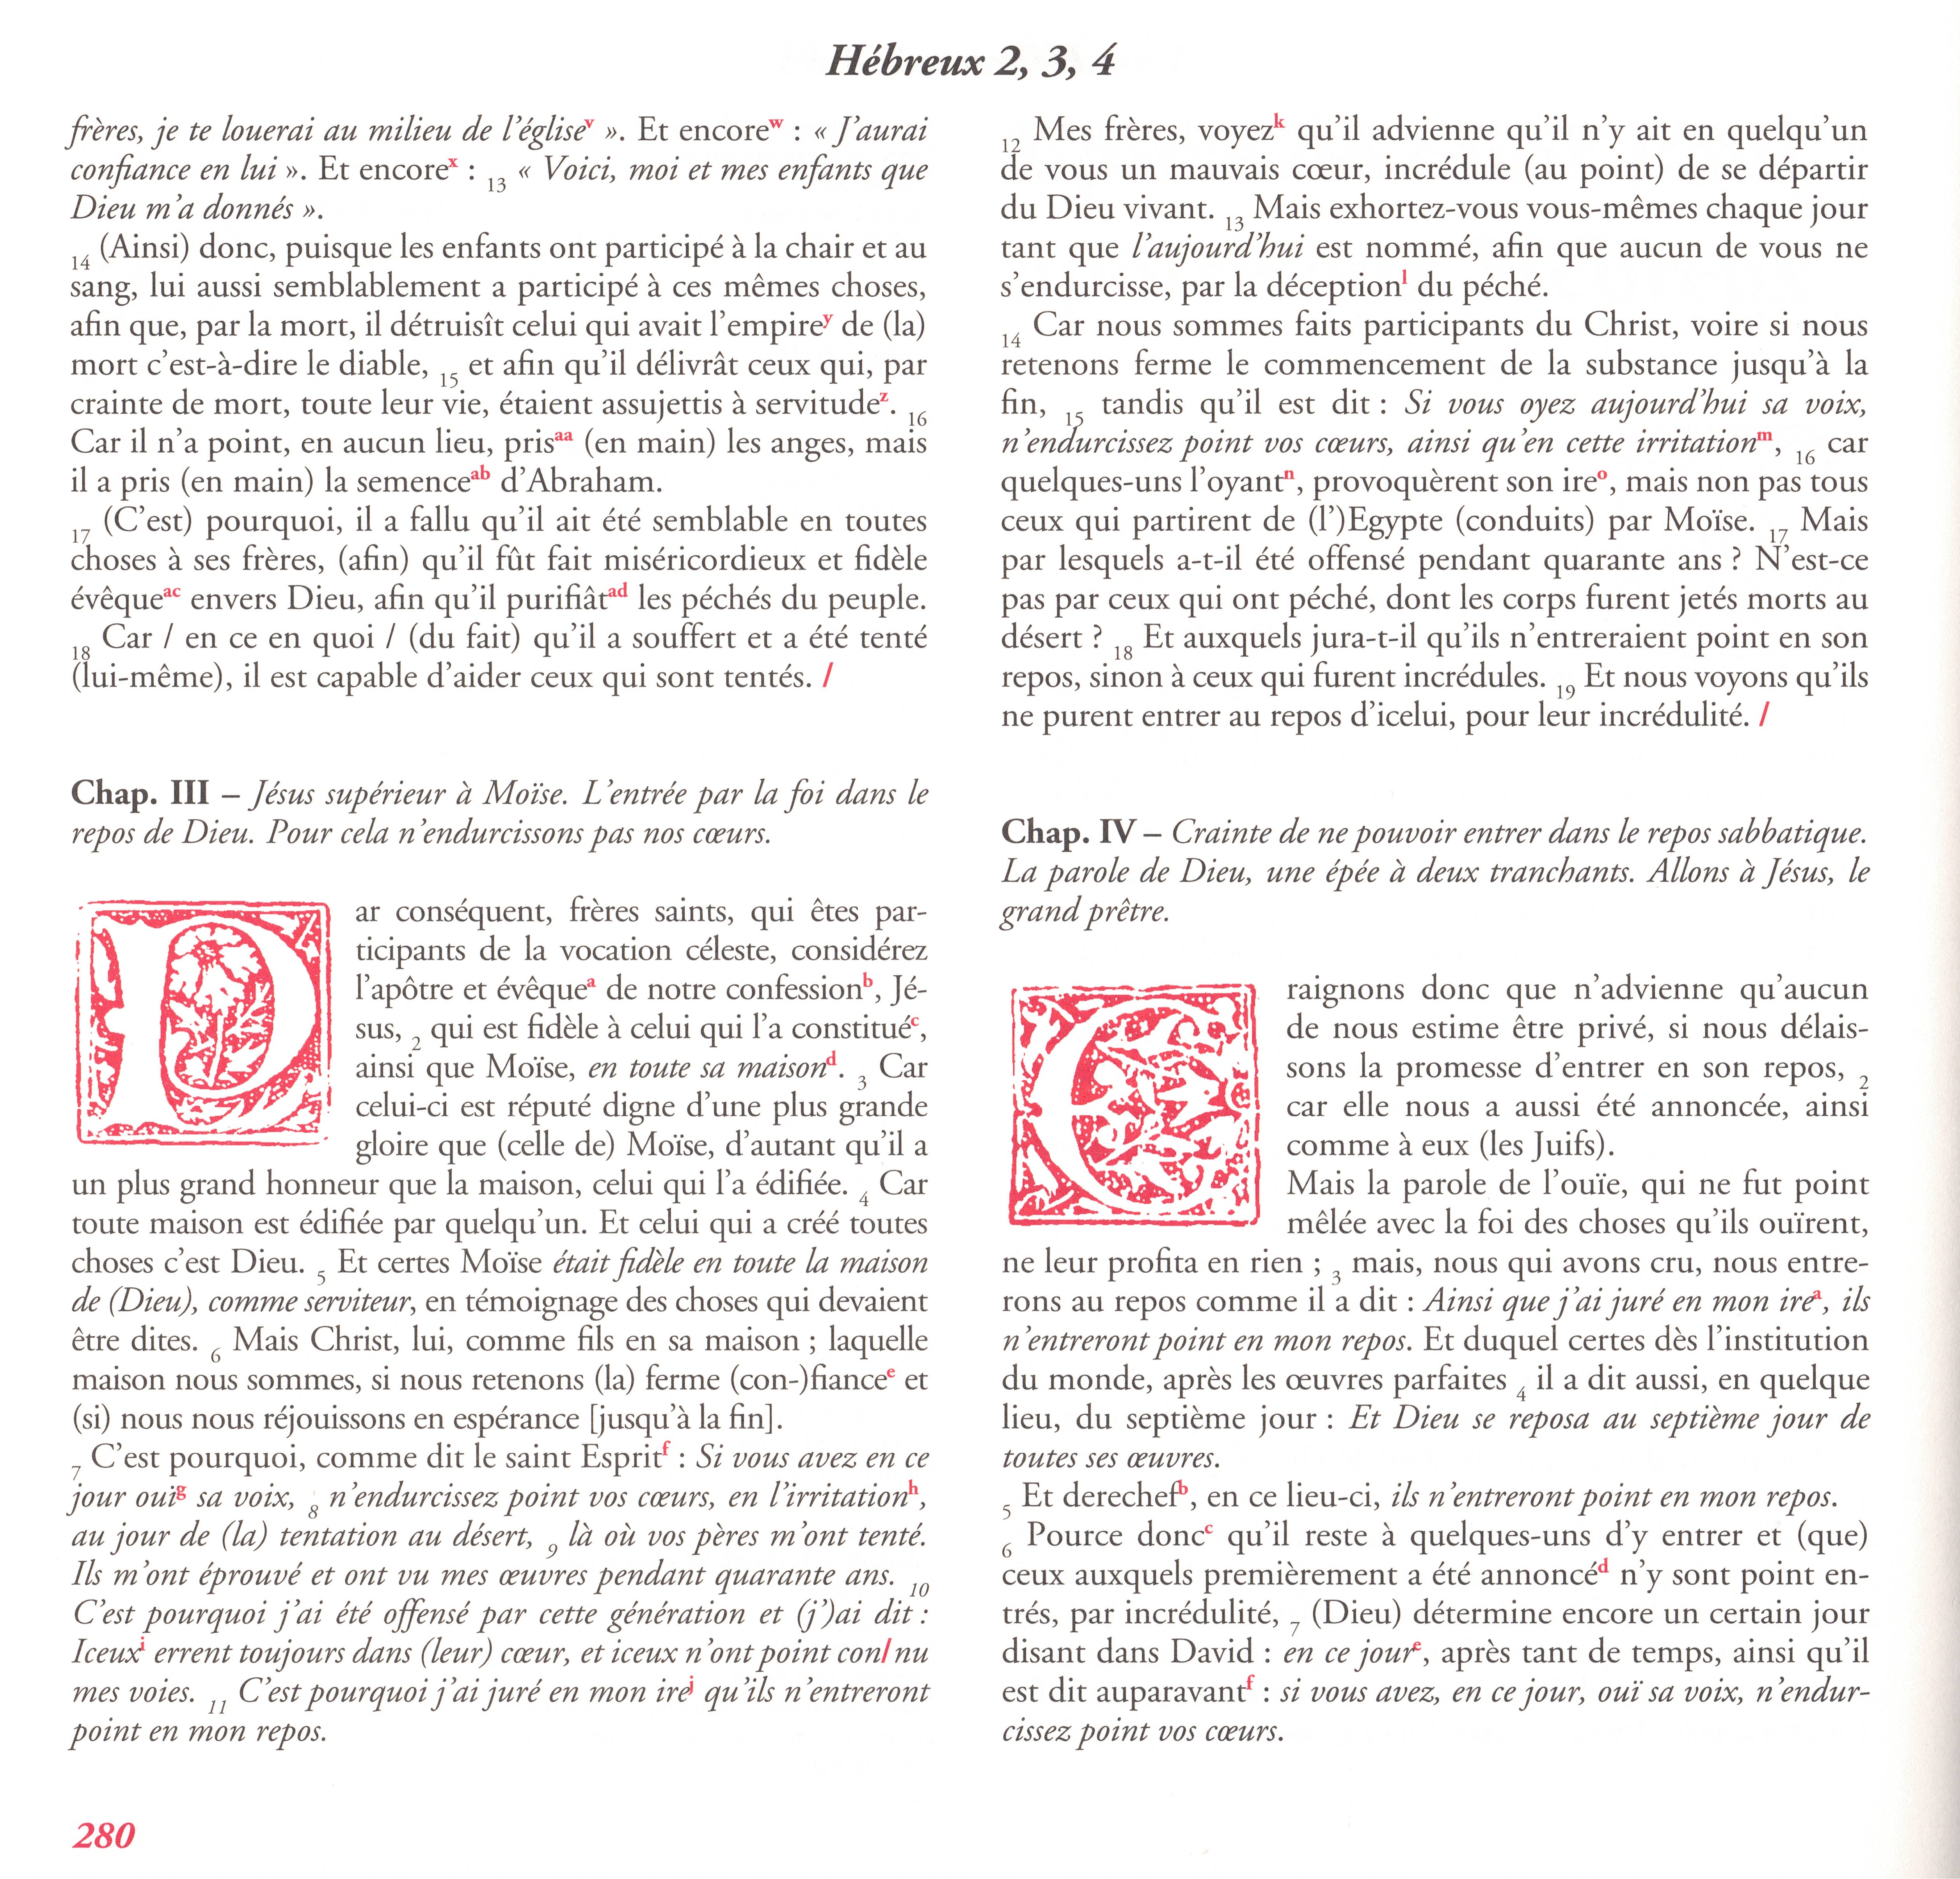 Hébreux 2, 3, 4
frères, je te louerai au milieu de l'église^v ». Et encore^w : « J'aurai
confiance en lui ». Et encore^x : 13 « Voici, moi et mes enfants que
Dieu m'a donnés ».
14 (Ainsi) donc, puisque les enfants ont participé à la chair et au
sang, lui aussi semblablement a participé à ces mêmes choses,
afin que, par la mort, il détruisît celui qui avait l'empire^y de (la)
mort c'est-à-dire le diable, 15 et afin qu'il délivrât ceux qui, par
crainte de mort, toute leur vie, étaient assujettis à servitude^z. 16
Car il n'a point, en aucun lieu, pris^aa (en main) les anges, mais
il a pris (en main) la semence^ab d'Abraham.
17 (C'est) pourquoi, il a fallu qu'il ait été semblable en toutes
choses à ses frères, (afin) qu'il fût fait miséricordieux et fidèle
évêque^ac envers Dieu, afin qu'il purifiât^ad les péchés du peuple.
18 Car / en ce en quoi / (du fait) qu'il a souffert et a été tenté
(lui-même), il est capable d'aider ceux qui sont tentés. /
Chap. III – Jésus supérieur à Moïse. L'entrée par la foi dans le
repos de Dieu. Pour cela n'endurcissons pas nos cœurs.
D
ar conséquent, frères saints, qui êtes par-
ticipants de la vocation céleste, considérez
l'apôtre et évêque^a de notre confession^b, Jé-
sus, 2 qui est fidèle à celui qui l'a constitué^c,
ainsi que Moïse, en toute sa maison^d. 3 Car
celui-ci est réputé digne d'une plus grande
gloire que (celle de) Moïse, d'autant qu'il a
un plus grand honneur que la maison, celui qui l'a édifiée. 4 Car
toute maison est édifiée par quelqu'un. Et celui qui a créé toutes
choses c'est Dieu. 5 Et certes Moïse était fidèle en toute la maison
de (Dieu), comme serviteur, en témoignage des choses qui devaient
être dites. 6 Mais Christ, lui, comme fils en sa maison ; laquelle
maison nous sommes, si nous retenons (la) ferme (con-)fiance^e et
(si) nous nous réjouissons en espérance [jusqu'à la fin].
7 C'est pourquoi, comme dit le saint Esprit^f : Si vous avez en ce
jour oui^g sa voix, 8 n'endurcissez point vos cœurs, en l'irritation^h,
au jour de (la) tentation au désert, 9 là où vos pères m'ont tenté.
Ils m'ont éprouvé et ont vu mes œuvres pendant quarante ans. 10
C'est pourquoi j'ai été offensé par cette génération et (j')ai dit :
Iceux^i errent toujours dans (leur) cœur, et iceux n'ont point con/nu
mes voies. 11 C'est pourquoi j'ai juré en mon ire^j qu'ils n'entreront
point en mon repos.
280
12 Mes frères, voyez^k qu'il advienne qu'il n'y ait en quelqu'un
de vous un mauvais cœur, incrédule (au point) de se départir
du Dieu vivant. 13 Mais exhortez-vous vous-mêmes chaque jour
tant que l'aujourd'hui est nommé, afin que aucun de vous ne
s'endurcisse, par la déception^l du péché.
14 Car nous sommes faits participants du Christ, voire si nous
retenons ferme le commencement de la substance jusqu'à la
fin, 15 tandis qu'il est dit : Si vous oyez aujourd'hui sa voix,
n'endurcissez point vos cœurs, ainsi qu'en cette irritation^m, 16 car
quelques-uns l'oyant^n, provoquèrent son ire^o, mais non pas tous
ceux qui partirent de (l')Egypte (conduits) par Moïse. 17 Mais
par lesquels a-t-il été offensé pendant quarante ans ? N'est-ce
pas par ceux qui ont péché, dont les corps furent jetés morts au
désert ? 18 Et auxquels jura-t-il qu'ils n'entreraient point en son
repos, sinon à ceux qui furent incrédules. 19 Et nous voyons qu'ils
ne purent entrer au repos d'icelui, pour leur incrédulité. /
Chap. IV – Crainte de ne pouvoir entrer dans le repos sabbatique.
La parole de Dieu, une épée à deux tranchants. Allons à Jésus, le
grand prêtre.
C
raignons donc que n'advienne qu'aucun
de nous estime être privé, si nous délais-
sons la promesse d'entrer en son repos, 2
car elle nous a aussi été annoncée, ainsi
comme à eux (les Juifs).
Mais la parole de l'ouïe, qui ne fut point
mêlée avec la foi des choses qu'ils ouïrent,
ne leur profita en rien ; 3 mais, nous qui avons cru, nous entre-
rons au repos comme il a dit : Ainsi que j'ai juré en mon ire^a, ils
n'entreront point en mon repos. Et duquel certes dès l'institution
du monde, après les œuvres parfaites 4 il a dit aussi, en quelque
lieu, du septième jour : Et Dieu se reposa au septième jour de
toutes ses œuvres.
5 Et derechef^b, en ce lieu-ci, ils n'entreront point en mon repos.
6 Pource donc^c qu'il reste à quelques-uns d'y entrer et (que)
ceux auxquels premièrement a été annoncé^d n'y sont point en-
trés, par incrédulité, 7 (Dieu) détermine encore un certain jour
disant dans David : en ce jour^e, après tant de temps, ainsi qu'il
est dit auparavant^f : si vous avez, en ce jour, ouï sa voix, n'endur-
cissez point vos cœurs.